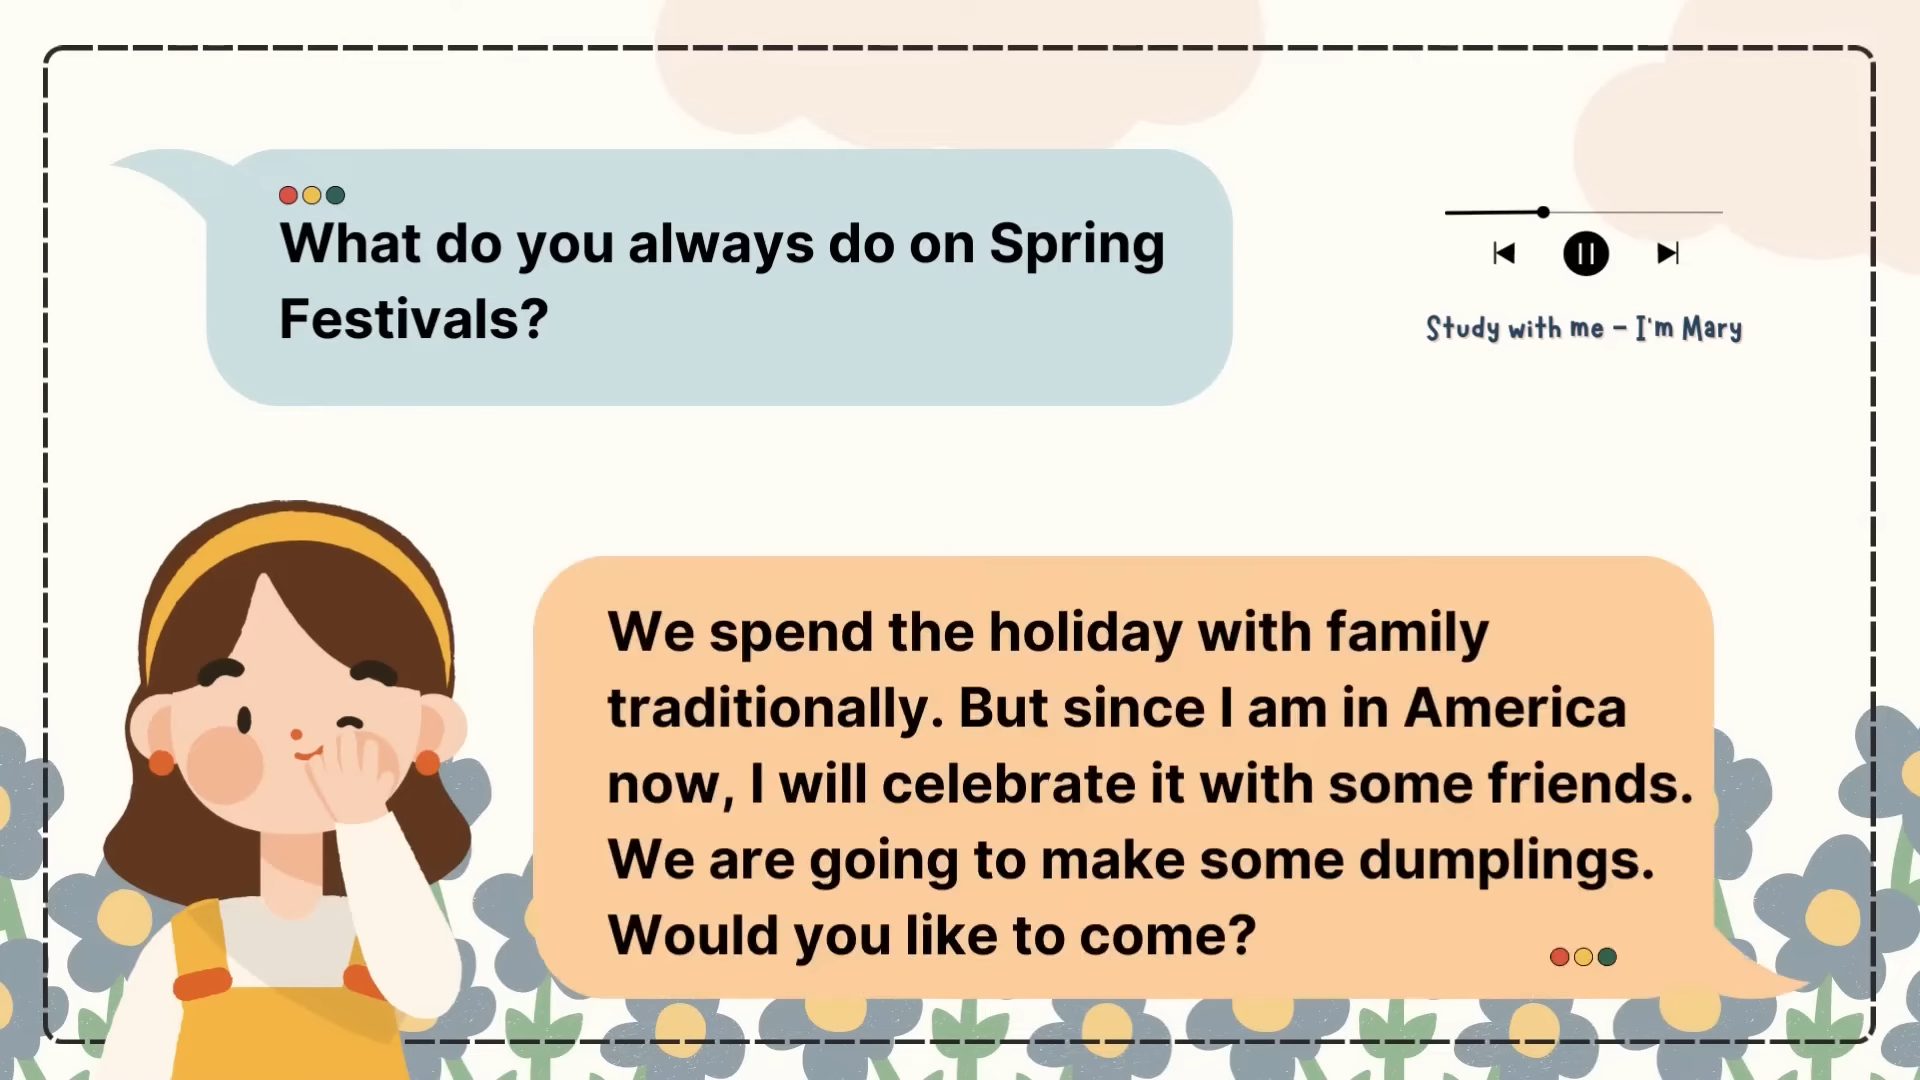 What do you always do on Spring
Festivals?
Study with me - I'm Mary
We spend the holiday with family
traditionally. But since I am in America
now, I will celebrate it with some friends.
We are going to make some dumplings.
Would you like to come?